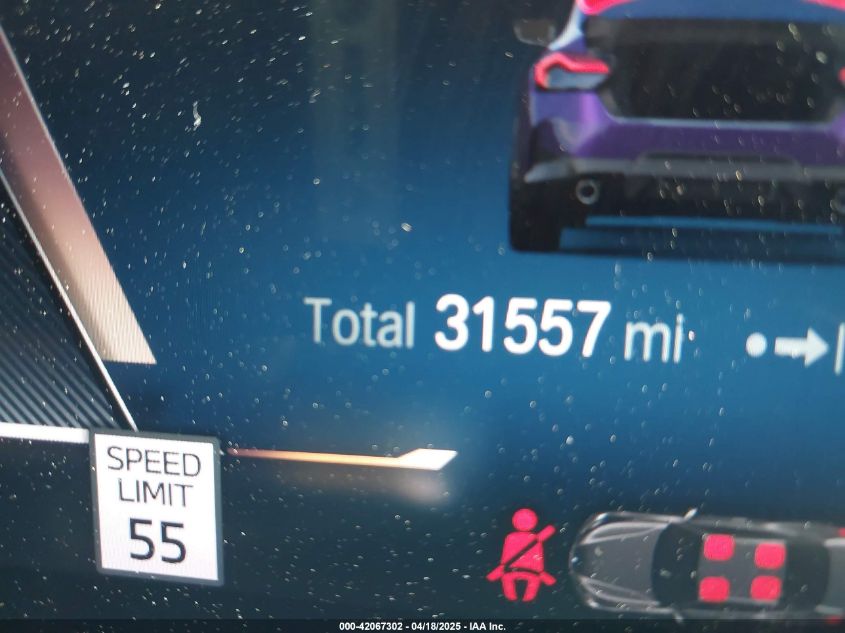 Total 31557 mi
SPEED
LIMIT
55
000-42067302 - 04/18/2025 - IAA Inc.